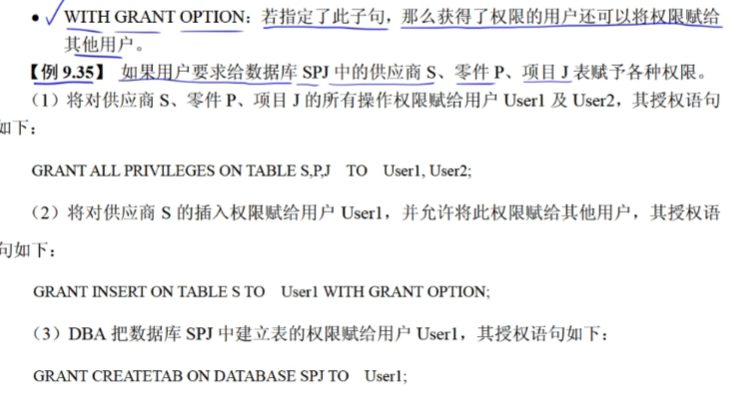 • WITH GRANT OPTION：若指定了此子句，那么获得了权限的用户还可以将权限赋给
其他用户。
【例 9.35】 如果用户要求给数据库 SPJ 中的供应商 S、零件 P、项目 J 表赋予各种权限。
（1）将对供应商 S、零件 P、项目 J 的所有操作权限赋给用户 User1 及 User2，其授权语句
如下：
GRANT ALL PRIVILEGES ON TABLE S,P,J TO User1, User2;
（2）将对供应商 S 的插入权限赋给用户 User1，并允许将此权限赋给其他用户，其授权语
句如下：
GRANT INSERT ON TABLE S TO User1 WITH GRANT OPTION;
（3）DBA 把数据库 SPJ 中建立表的权限赋给用户 User1，其授权语句如下：
GRANT CREATETAB ON DATABASE SPJ TO User1;